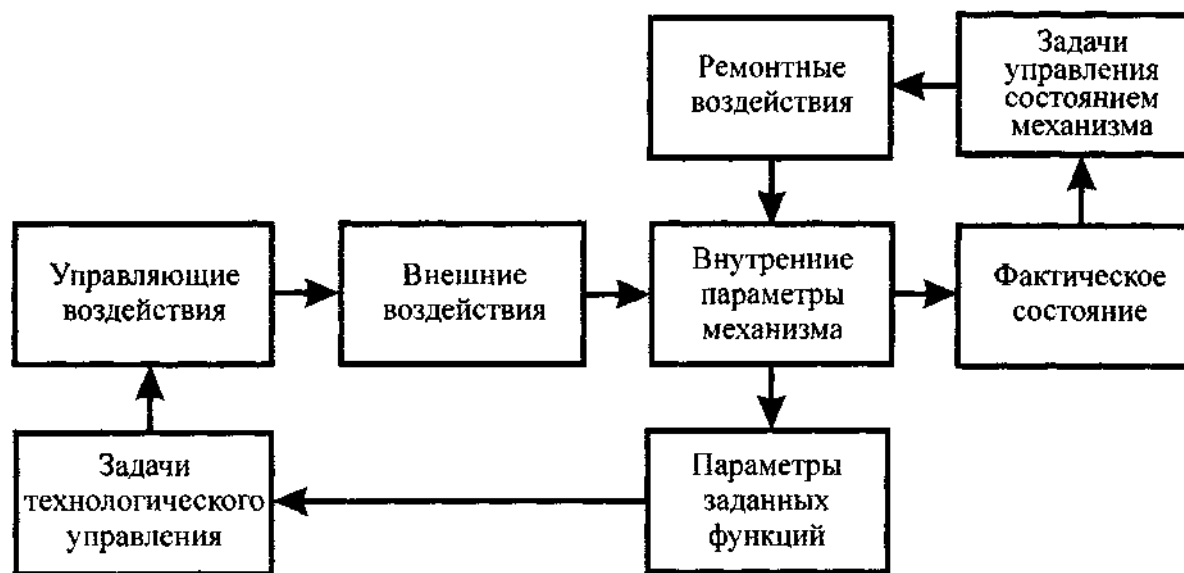 Ремонтные
воздействия
Задачи
управления
состоянием
механизма
Управляющие
воздействия
Внешние
воздействия
Внутренние
параметры
механизма
Фактическое
состояние
Задачи
технологического
управления
Параметры
заданных
функций